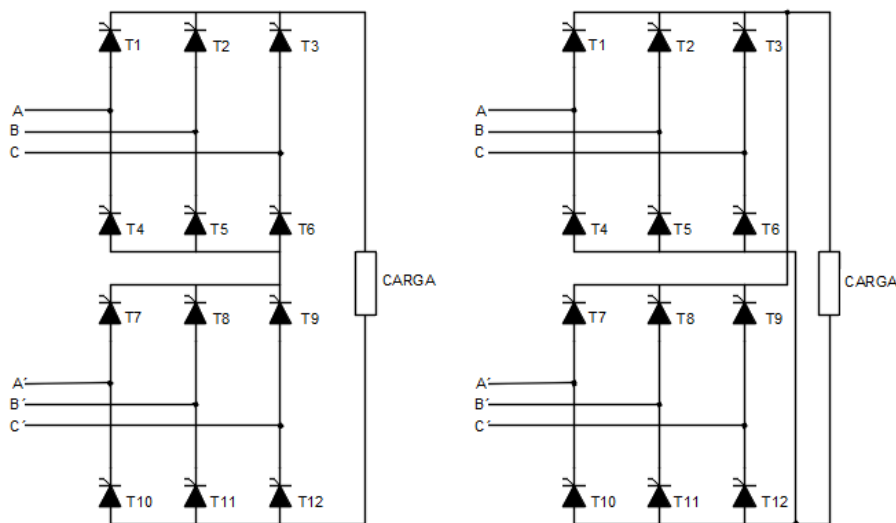 T1 T2 T3
A
B
C
T4 T5 T6
CARGA
T7 T8 T9
A´
B´
C´
T10 T11 T12
T1 T2 T3
A
B
C
T4 T5 T6
CARGA
T7 T8 T9
A´
B´
C´
T10 T11 T12